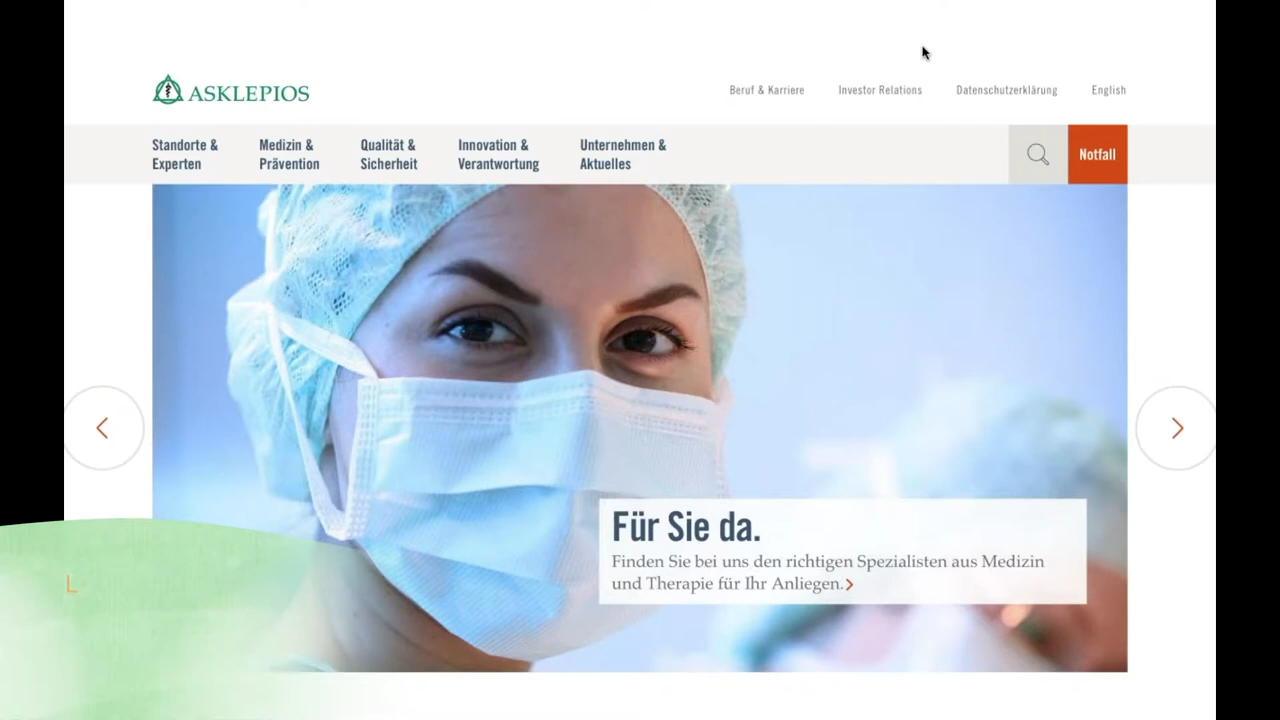 ASKLEPIOS
Beruf & Karriere
Investor Relations
Datenschutzerklärung
English
Standorte &
Experten
Medizin &
Prävention
Qualität &
Sicherheit
Innovation &
Verantwortung
Unternehmen &
Aktuelles
Notfall
Für Sie da.
Finden Sie bei uns den richtigen Spezialisten aus Medizin
und Therapie für Ihr Anliegen.
L